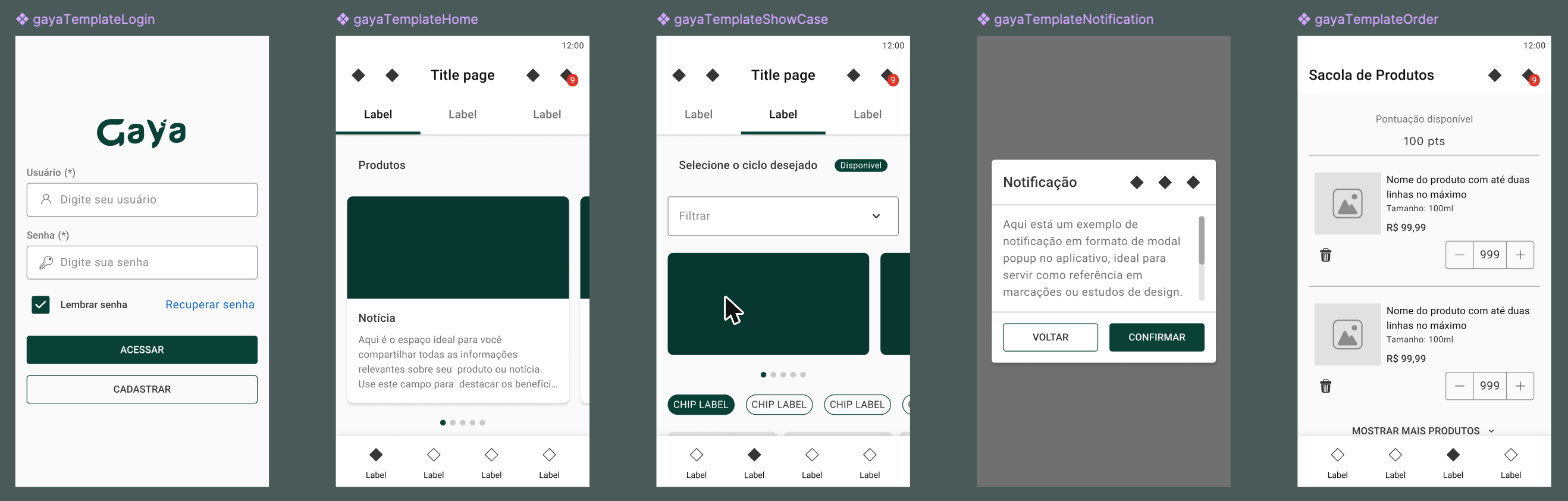 gayaTemplateLogin
Gaya
Usuário (*)
Digite seu usuário
Senha (*)
Digite sua senha
Lembrar senha
Recuperar senha
ACESSAR
CADASTRAR
gayaTemplateHome
12:00
Title page
9
Label
Label
Label
Produtos
Notícia
Aqui é o espaço ideal para você
compartilhar todas as informações
relevantes sobre seu produto ou notícia.
Use este campo para destacar os benefíci...
Label
Label
Label
Label
gayaTemplateShowCase
12:00
Title page
9
Label
Label
Label
Selecione o ciclo desejado
Disponível
Filtrar
CHIP LABEL
CHIP LABEL
CHIP LABEL
Label
Label
Label
Label
gayaTemplateNotification
Notificação
Aqui está um exemplo de
notificação em formato de modal
popup no aplicativo, ideal para
servir como referência em
marcações ou estudos de design.
VOLTAR
CONFIRMAR
gayaTemplateOrder
12:00
Sacola de Produtos
9
Pontuação disponível
100 pts
Nome do produto com até duas
linhas no máximo
Tamanho: 100ml
R$ 99,99
999
Nome do produto com até duas
linhas no máximo
Tamanho: 100ml
R$ 99,99
999
MOSTRAR MAIS PRODUTOS
Label
Label
Label
Label